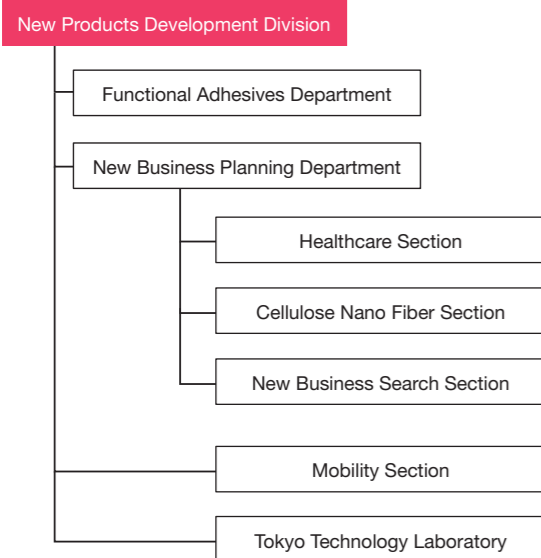 New Products Development Division
Functional Adhesives Department
New Business Planning Department
Healthcare Section
Cellulose Nano Fiber Section
New Business Search Section
Mobility Section
Tokyo Technology Laboratory